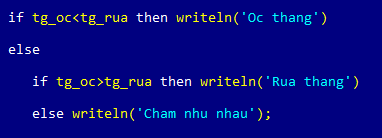 if tg_oc<tg_rua then writeln('Oc thang')
else
if tg_oc>tg_rua then writeln('Rua thang')
else writeln('Cham nhu nhau');